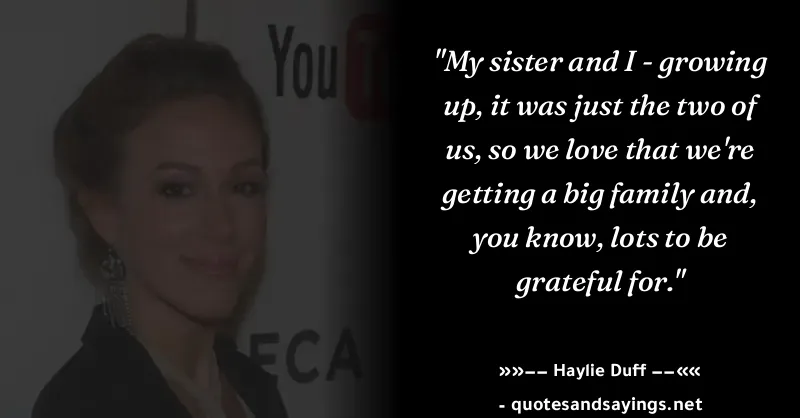 You
"My sister and I - growing
up, it was just the two of
us, so we love that we're
getting a big family and,
you know, lots to be
grateful for."
ECA
»»–– Haylie Duff ––««
- quotesandsayings.net